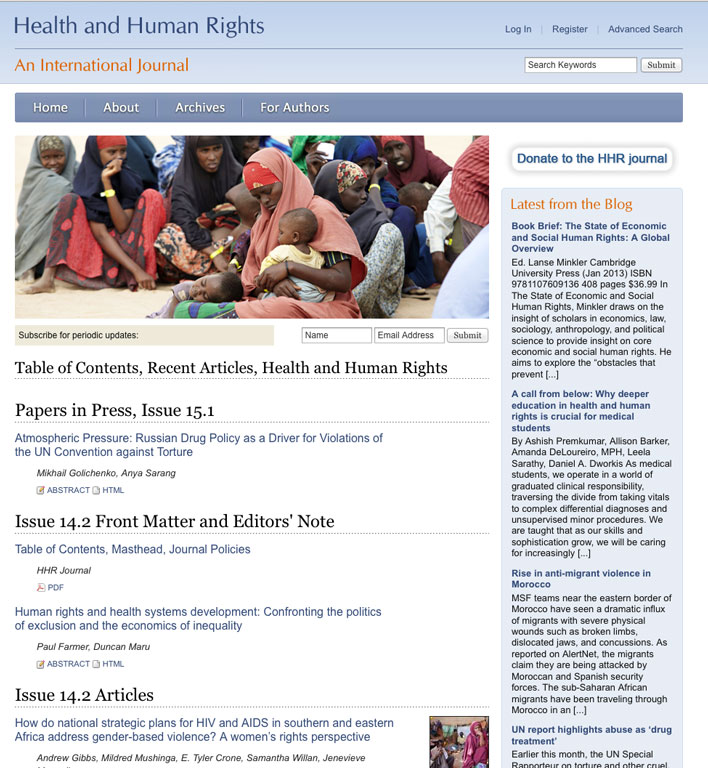 Health and Human Rights
Log In | Register | Advanced Search
An International Journal
Search Keywords Submit
Home About Archives For Authors
Donate to the HHR journal
Subscribe for periodic updates: Name Email Address Submit
Table of Contents, Recent Articles, Health and Human Rights
Papers in Press, Issue 15.1
Atmospheric Pressure: Russian Drug Policy as a Driver for Violations of
the UN Convention against Torture
Mikhail Golichenko, Anya Sarang
ABSTRACT HTML
Issue 14.2 Front Matter and Editors' Note
Table of Contents, Masthead, Journal Policies
HHR Journal
PDF
Human rights and health systems development: Confronting the politics
of exclusion and the economics of inequality
Paul Farmer, Duncan Maru
ABSTRACT HTML
Issue 14.2 Articles
How do national strategic plans for HIV and AIDS in southern and eastern
Africa address gender-based violence? A women’s rights perspective
Andrew Gibbs, Mildred Mushinga, E. Tyler Crone, Samantha Willan, Jenevieve
Latest from the Blog
Book Brief: The State of Economic
and Social Human Rights: A Global
Overview
Ed. Lanse Minkler Cambridge
University Press (Jan 2013) ISBN
9781107609136 408 pages $36.99 In
The State of Economic and Social
Human Rights, Minkler draws on the
insight of scholars in economics, law,
sociology, anthropology, and political
science to provide insight on core
economic and social human rights. He
aims to explore the “obstacles that
prevent [...]
A call from below: Why deeper
education in health and human
rights is crucial for medical
students
By Ashish Premkumar, Allison Barker,
Amanda DeLoureiro, MPH, Leela
Sarathy, Daniel A. Dworkis As medical
students, we operate in a world of
graduated clinical responsibility,
traversing the divide from taking vitals
to complex differential diagnoses and
unsupervised minor procedures. We
are taught that as our skills and
sophistication grow, we will be caring
for increasingly [...]
Rise in anti-migrant violence in
Morocco
MSF teams near the eastern border of
Morocco have seen a dramatic influx
of migrants with severe physical
wounds such as broken limbs,
dislocated jaws, and concussions. As
reported on AlertNet, the migrants
claim they are being attacked by
Moroccan and Spanish security
forces. The sub-Saharan African
migrants have been traveling through
Morocco in an [...]
UN report highlights abuse as ‘drug
treatment’
Earlier this month, the UN Special
Rapporteur on torture and other cruel,